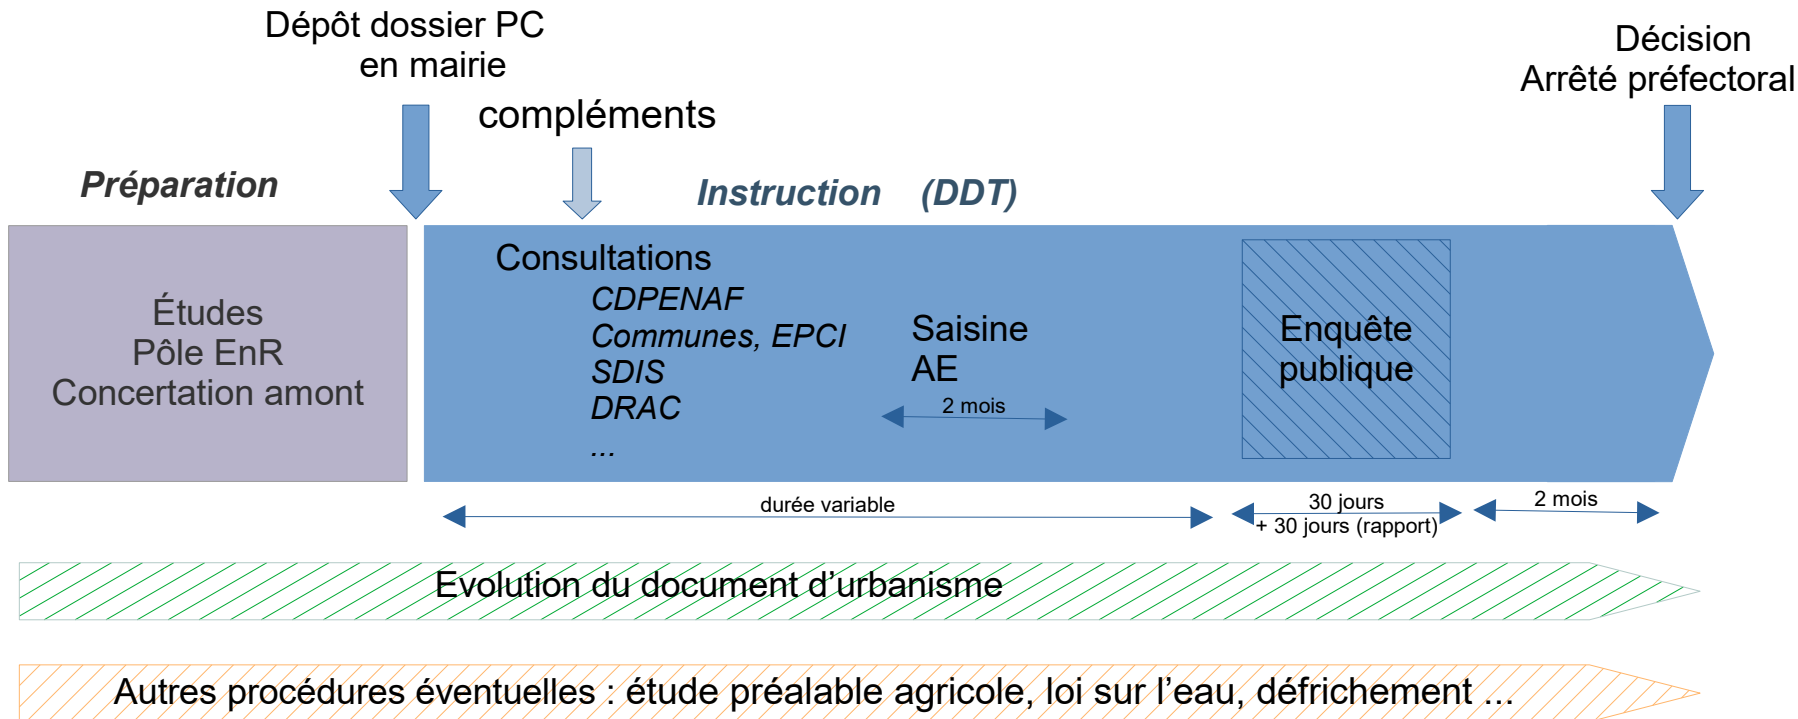 Dépôt dossier PC
en mairie
Décision
Arrêté préfectoral
compléments
Préparation
Instruction (DDT)
Études
Pôle EnR
Concertation amont
Consultations
CDPENAF
Communes, EPCI
SDIS
DRAC
...
Saisine
AE
2 mois
Enquête
publique
durée variable
30 jours
+ 30 jours (rapport)
2 mois
Evolution du document d’urbanisme
Autres procédures éventuelles : étude préalable agricole, loi sur l’eau, défrichement ...